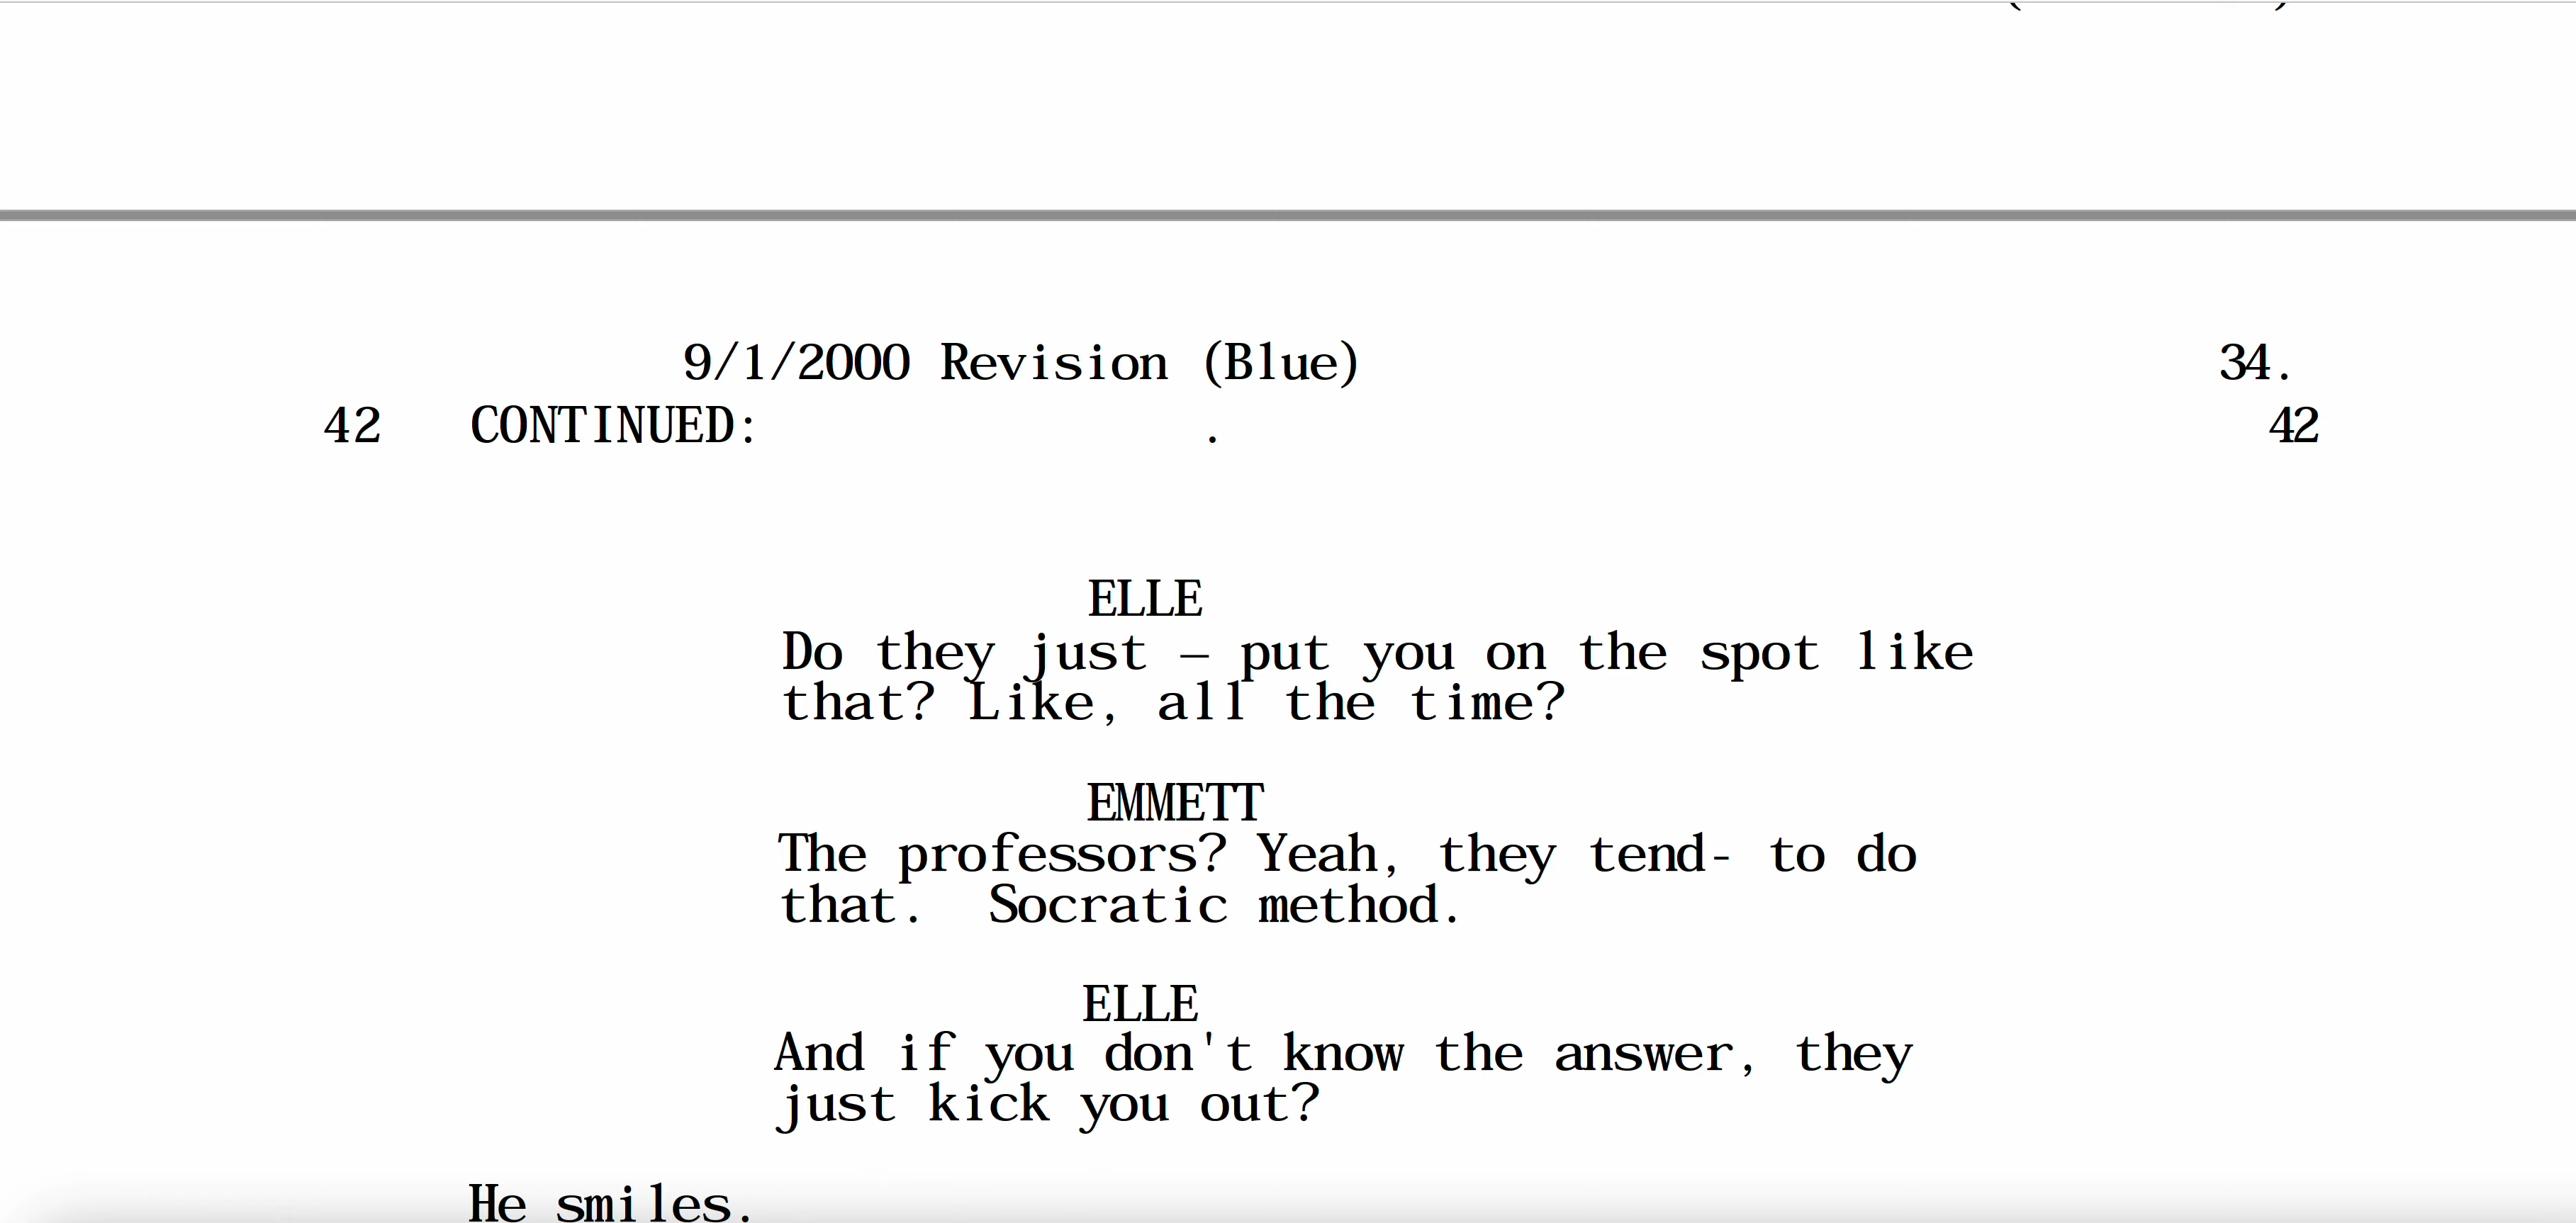 9/1/2000 Revision (Blue) 34.
42 CONTINUED: . 42
ELLE
Do they just – put you on the spot like
that? Like, all the time?
EMMETT
The professors? Yeah, they tend- to do
that. Socratic method.
ELLE
And if you don't know the answer, they
just kick you out?
He smiles.